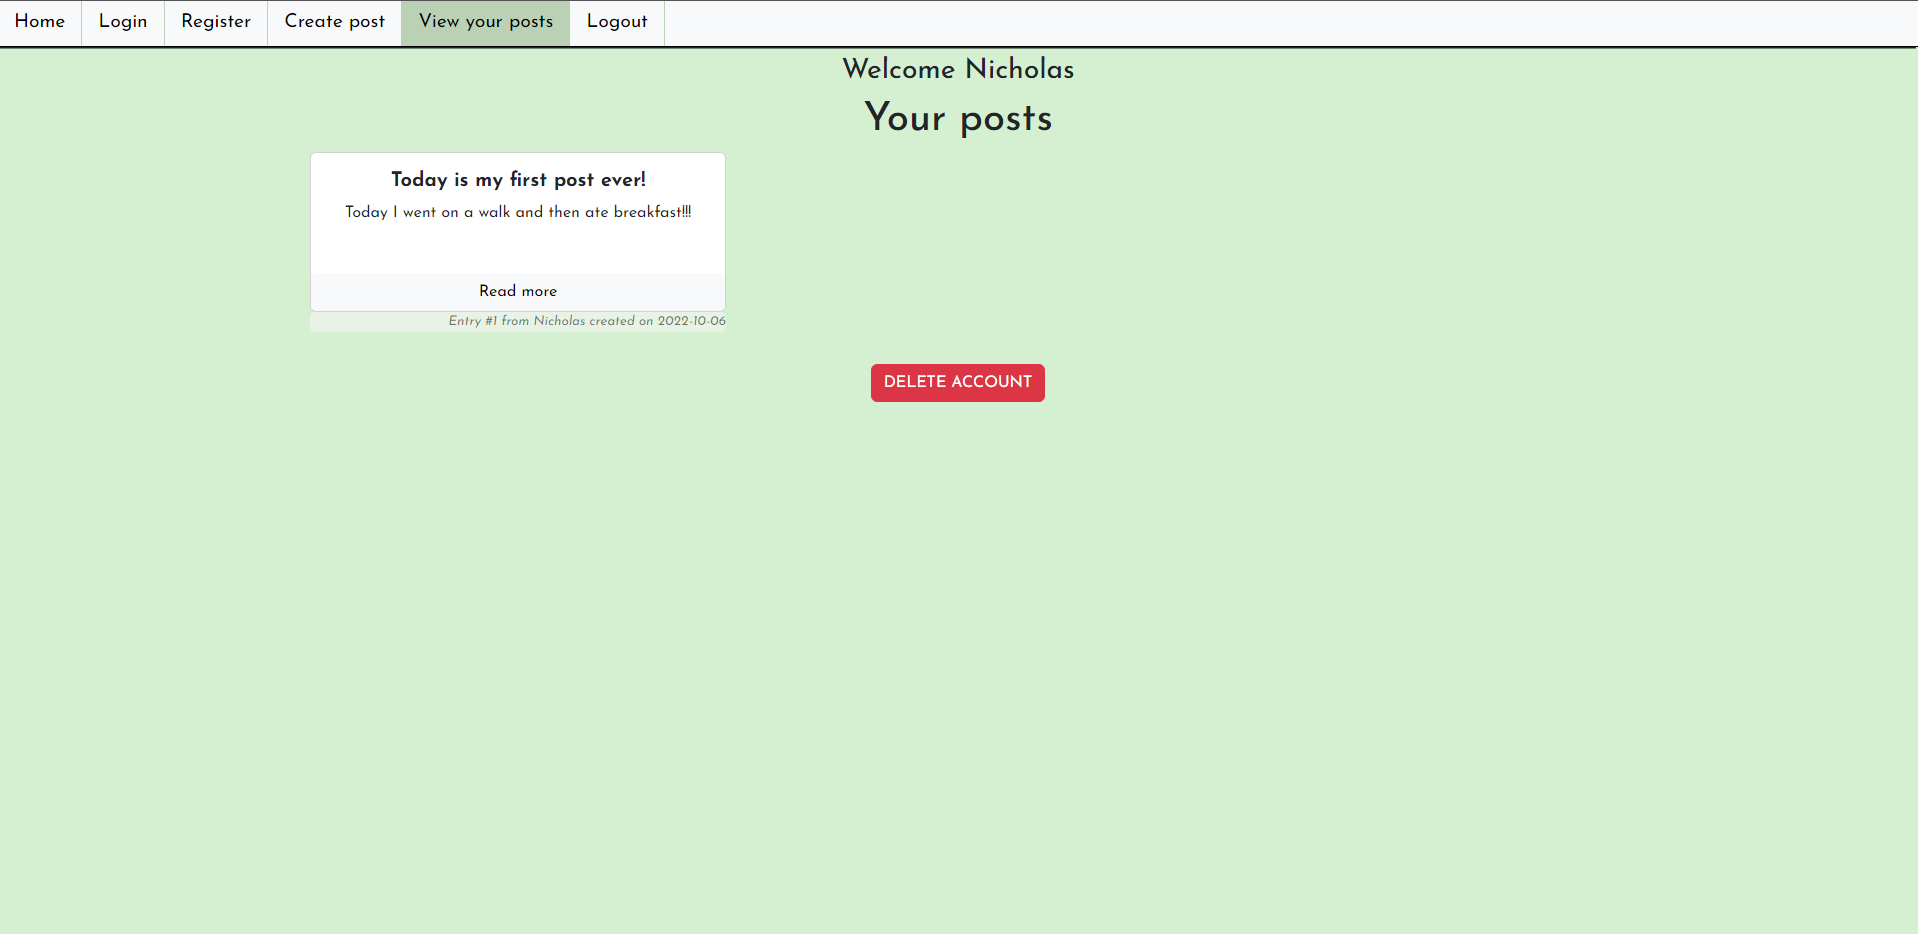 Home Login Register Create post View your posts Logout
Welcome Nicholas
Your posts
Today is my first post ever!
Today I went on a walk and then ate breakfast!!!
Read more
Entry #1 from Nicholas created on 2022-10-06
DELETE ACCOUNT